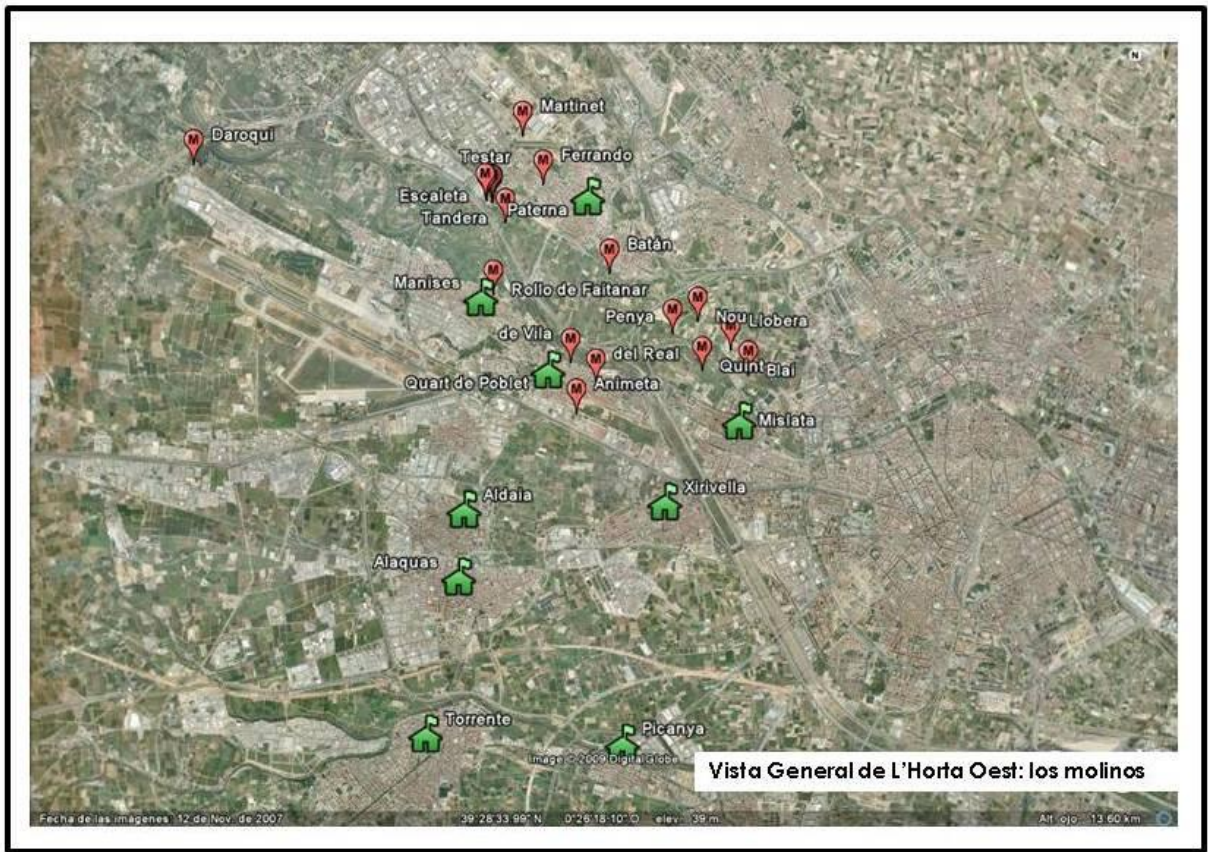 N
Martinet
Daroqui
Testar
Ferrando
Escaleta
Tandera
Paterna
Batán
Manises
Rollo de Faitanar
Penya
Nou
Llobera
de Vila
del Real
Quint
Blai
Quart de Poblet
Animeta
Mislata
Aldaia
Xirivella
Alaquas
Torrente
Picanya
Image © 2009 DigitalGlobe
Vista General de L'Horta Oest: los molinos
Fecha de las imágenes: 12 de Nov. de 2007 39:28'33.99" N 0°26'18.10" O elev. 39 m Alt. ojo 13.60 km